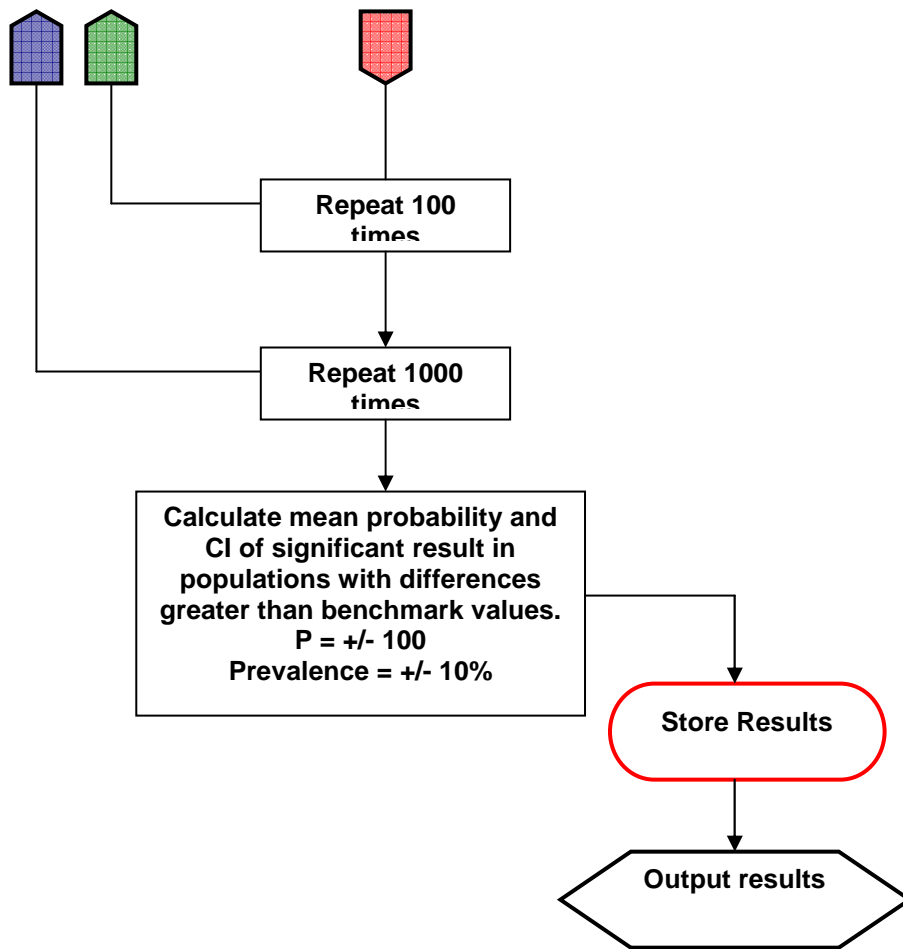 Repeat 100
times
Repeat 1000
times
Calculate mean probability and
CI of significant result in
populations with differences
greater than benchmark values.
P = +/- 100
Prevalence = +/- 10%
Store Results
Output results